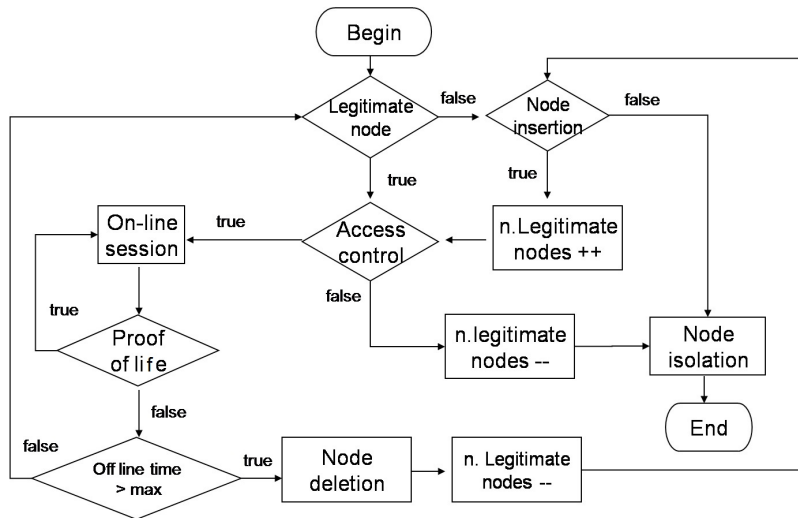 Begin
Legitimate
node
false
Node
insertion
false
true
true
On-line
session
true
Access
control
n.Legitimate
nodes ++
false
true
Proof
of life
n.legitimate
nodes --
Node
isolation
false
false
End
Off line time
> max
true
Node
deletion
n. Legitimate
nodes --